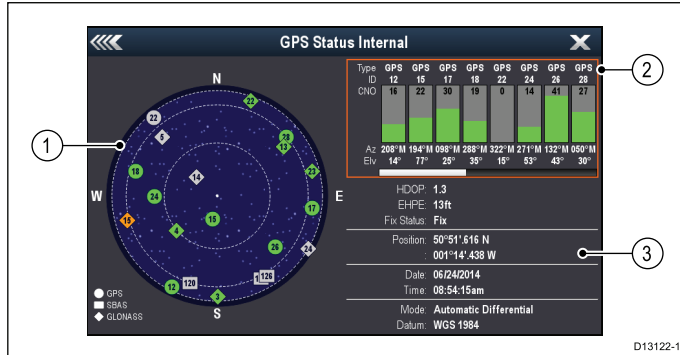 GPS Status Internal
1
2
3
N
W
E
S
22
22
5
28
13
18
14
23
24
17
15
15
4
26
24
120
126
12
3
GPS
SBAS
GLONASS
Type GPS GPS GPS GPS GPS GPS GPS GPS
ID 12 15 17 18 22 24 26 28
CNO 16 22 30 19 0 14 41 27
Az 208°M 194°M 098°M 288°M 322°M 271°M 132°M 050°M
Elv 14° 77° 25° 35° 15° 53° 43° 30°
HDOP: 1.3
EHPE: 13ft
Fix Status: Fix
Position: 50°51'.616 N
: 001°14'.438 W
Date: 06/24/2014
Time: 08:54:15am
Mode: Automatic Differential
Datum: WGS 1984
D13122-1